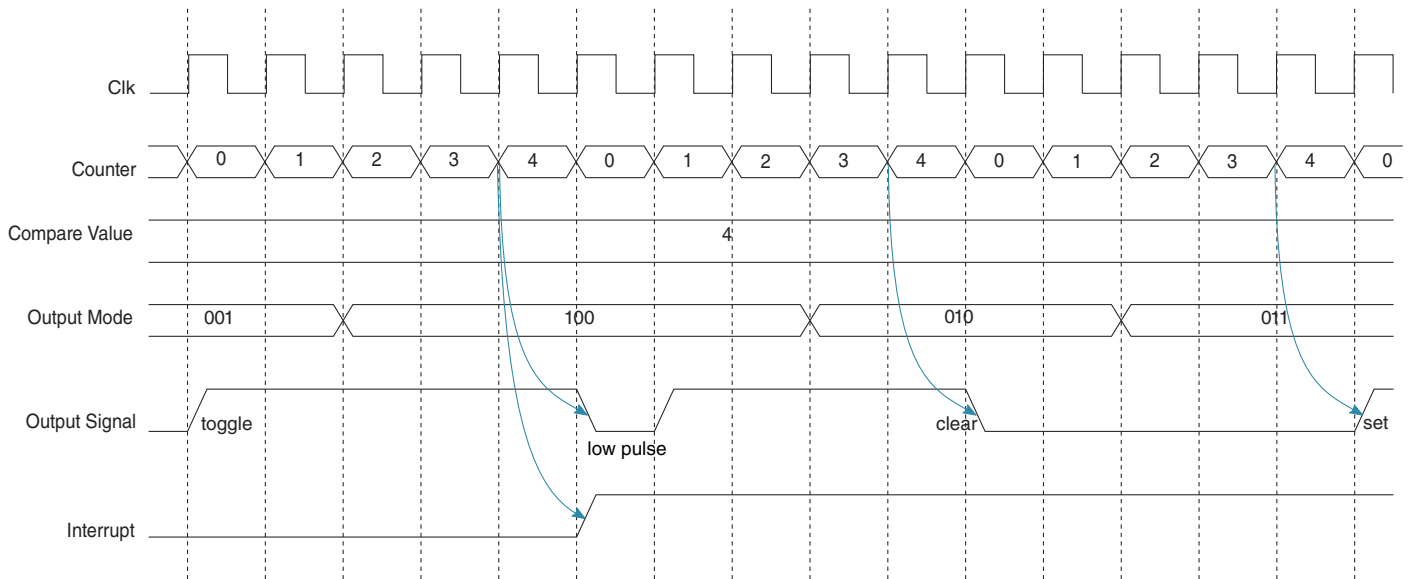 Clk
Counter 0 1 2 3 4 0 1 2 3 4 0 1 2 3 4 0
Compare Value 4
Output Mode 001 100 010 011
Output Signal toggle low pulse clear set
Interrupt